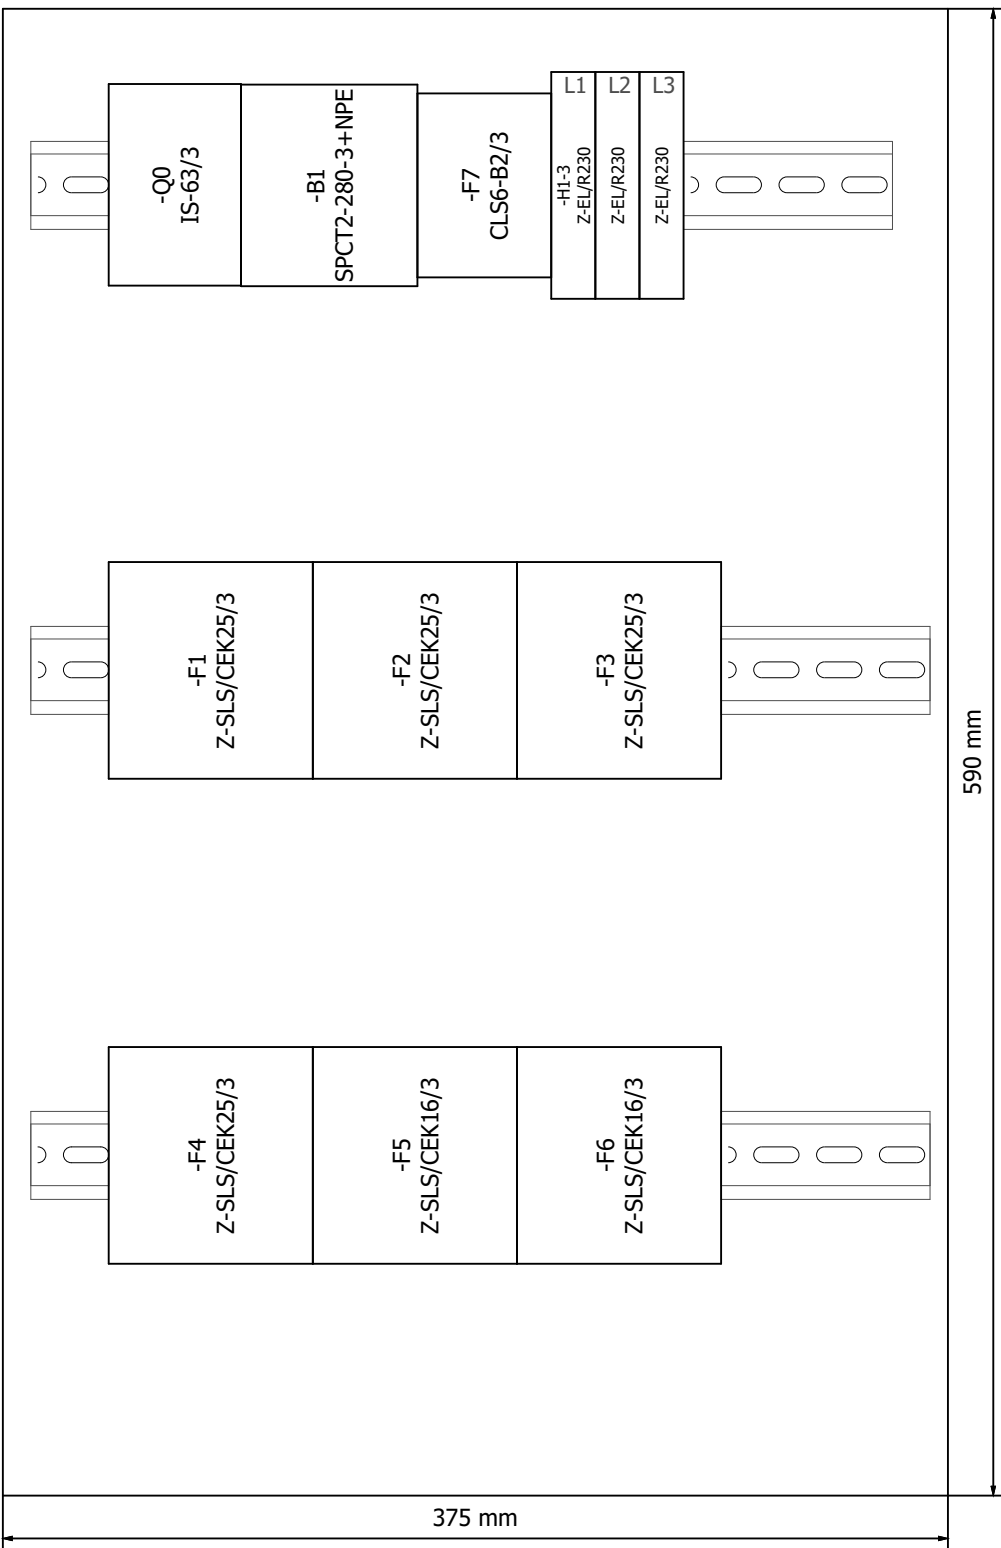 L1
L2
L3
-Q0
IS-63/3
-B1
SPCT2-280-3+NPE
-F7
CLS6-B2/3
-H1-3
Z-EL/R230
Z-EL/R230
Z-EL/R230
-F1
Z-SLS/CEK25/3
-F2
Z-SLS/CEK25/3
-F3
Z-SLS/CEK25/3
590 mm
-F4
Z-SLS/CEK25/3
-F5
Z-SLS/CEK16/3
-F6
Z-SLS/CEK16/3
375 mm